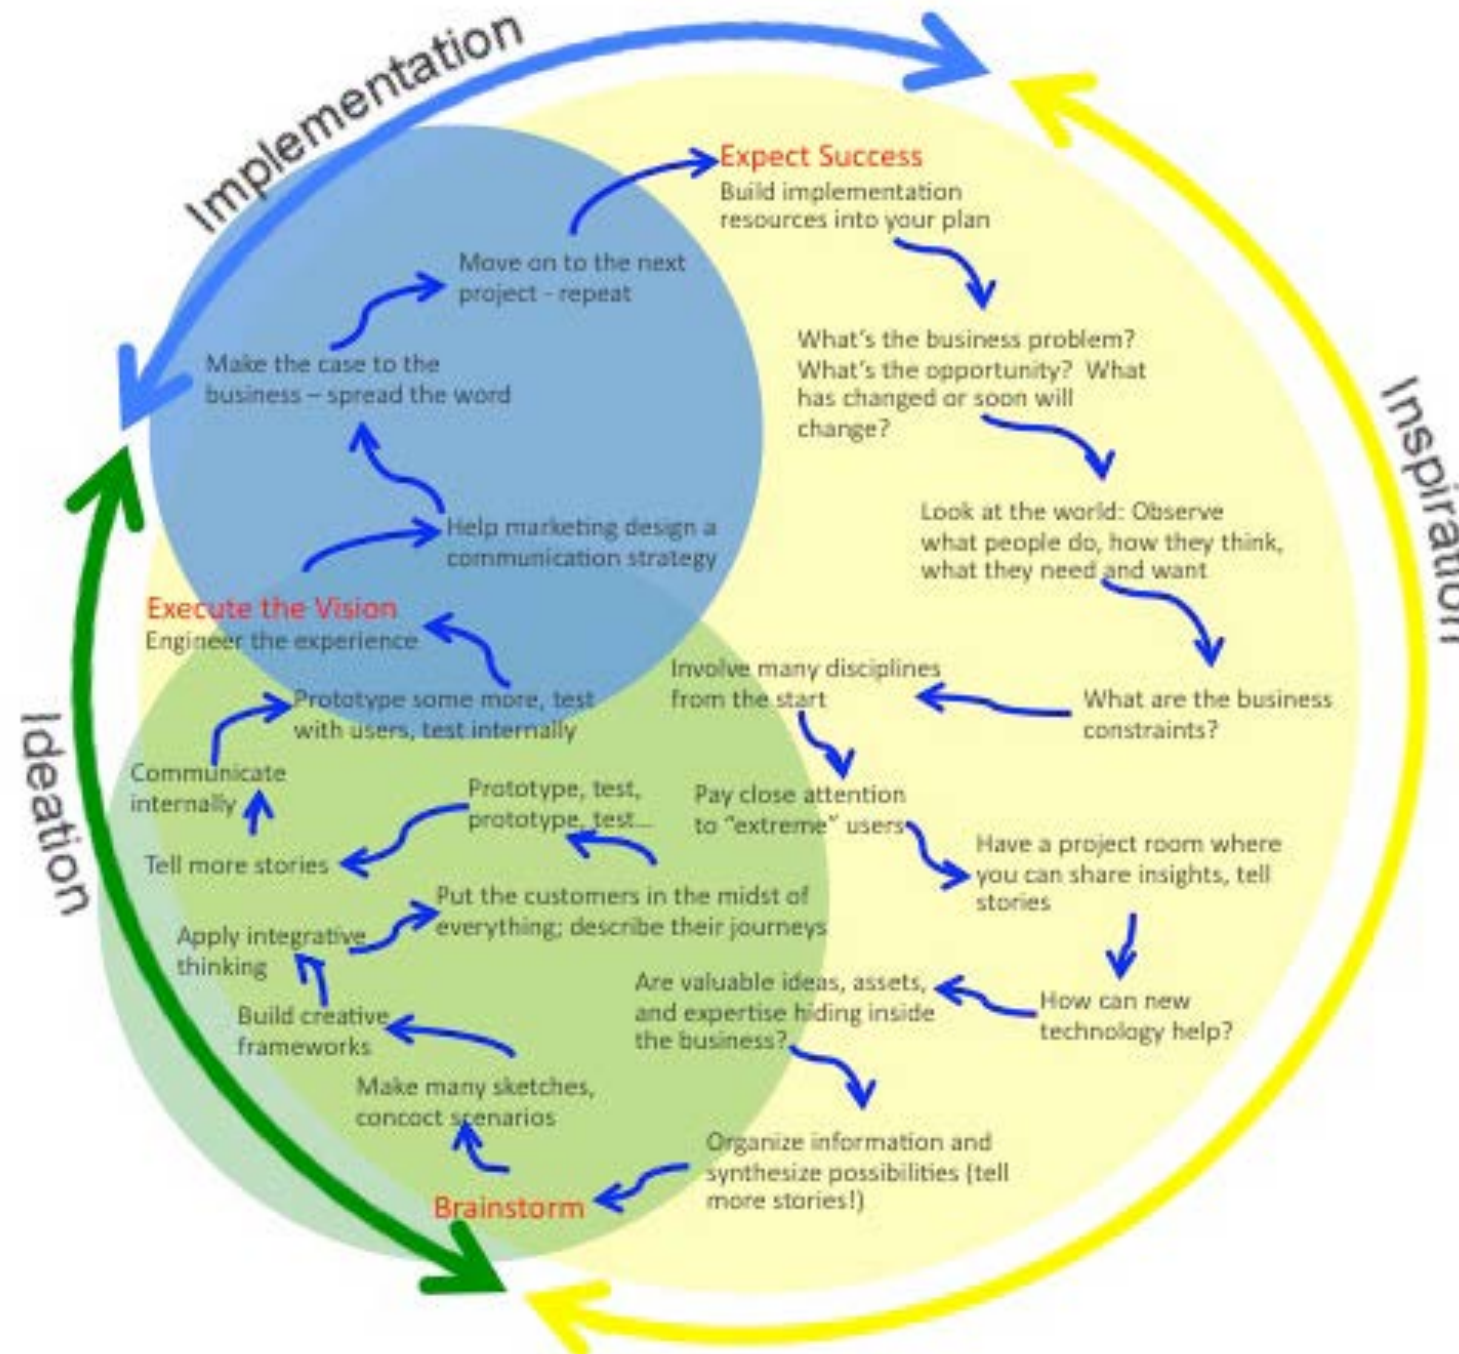 Implementation
Expect Success
Build implementation
resources into your plan
What's the business problem?
What's the opportunity?  What
has changed or soon will
change?
Look at the world: Observe
what people do, how they think,
what they need and want
What are the business
constraints?
Involve many disciplines
from the start
Pay close attention
to "extreme" users
Have a project room where
you can share insights, tell
stories
How can new
technology help?
Are valuable ideas, assets,
and expertise hiding inside
the business?
Organize information and
synthesize possibilities (tell
more stories!)
Inspiration
Brainstorm
Make many sketches,
concoct scenarios
Build creative
frameworks
Apply integrative
thinking
Put the customers in the midst of
everything; describe their journeys
Prototype, test,
prototype, test...
Tell more stories
Communicate
internally
Prototype some more, test
with users, test internally
Ideation
Execute the Vision
Engineer the experience
Help marketing design a
communication strategy
Make the case to the
business – spread the word
Move on to the next
project - repeat